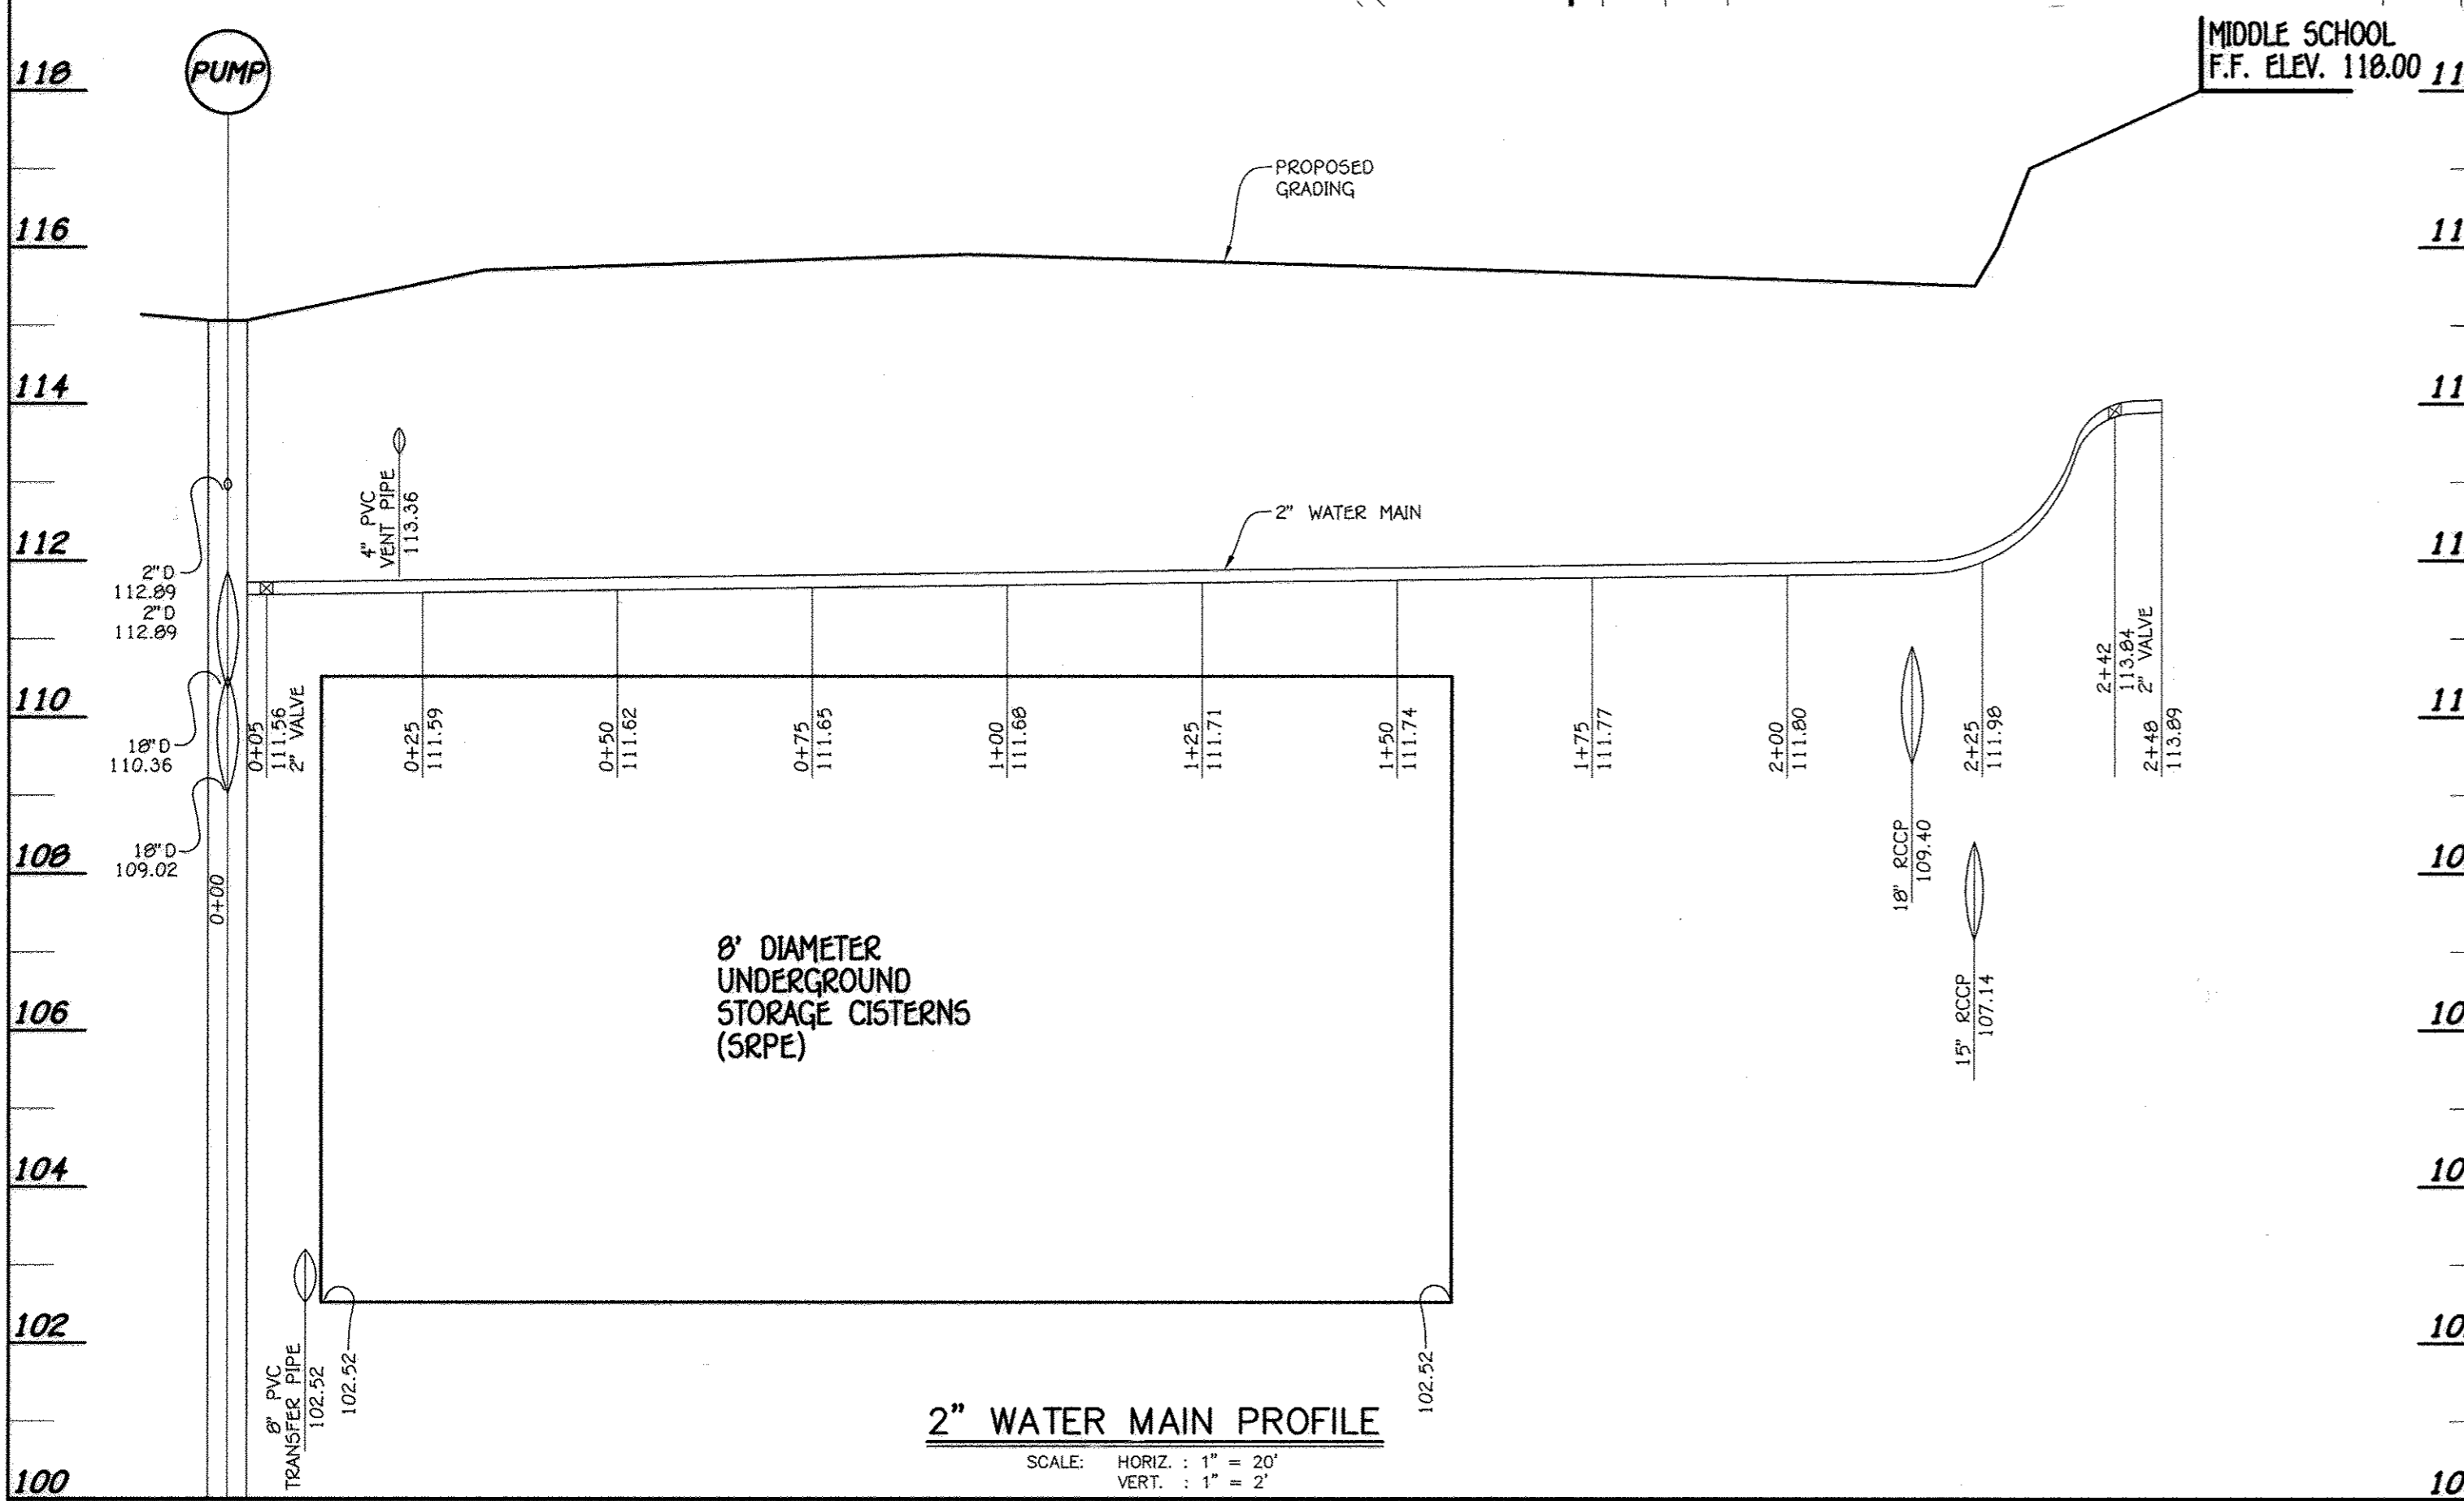 MIDDLE SCHOOL
F.F. ELEV. 118.00
PUMP
118
116
114
112
110
108
106
104
102
100
PROPOSED
GRADING
2" WATER MAIN
4" PVC
VENT PIPE
113.36
2"D
112.89
2"D
112.89
18"D
110.36
18"D
109.02
0+00
0+05
111.56
2" VALVE
0+25
111.59
0+50
111.62
0+75
111.65
1+00
111.68
1+25
111.71
1+50
111.74
1+75
111.77
2+00
111.80
2+25
111.98
2+42
113.84
2" VALVE
2+48
113.89
18" RCCP
109.40
15" RCCP
107.14
8' DIAMETER
UNDERGROUND
STORAGE CISTERNS
(SRPE)
8" PVC
TRANSFER PIPE
102.52
102.52
102.52
2" WATER MAIN PROFILE
SCALE: HORIZ. : 1" = 20'
VERT. : 1" = 2'